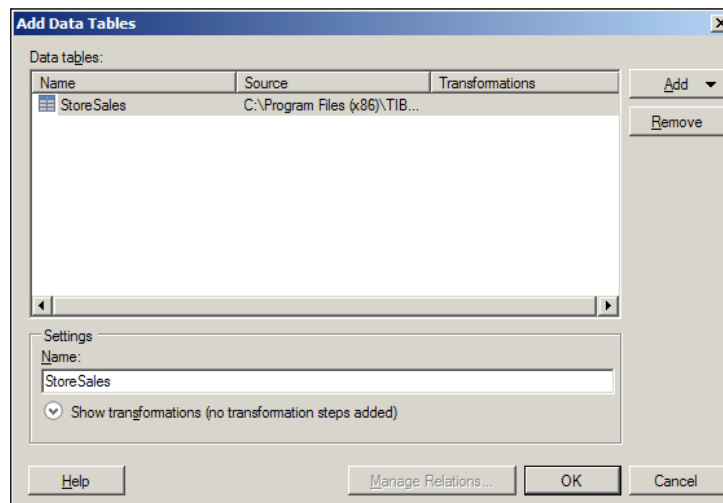 Add Data Tables
Data tables:
Name Source Transformations
StoreSales C:\Program Files (x86)\TIB...
Add
Remove
Settings
Name:
StoreSales
Show transformations (no transformation steps added)
Help Manage Relations... OK Cancel